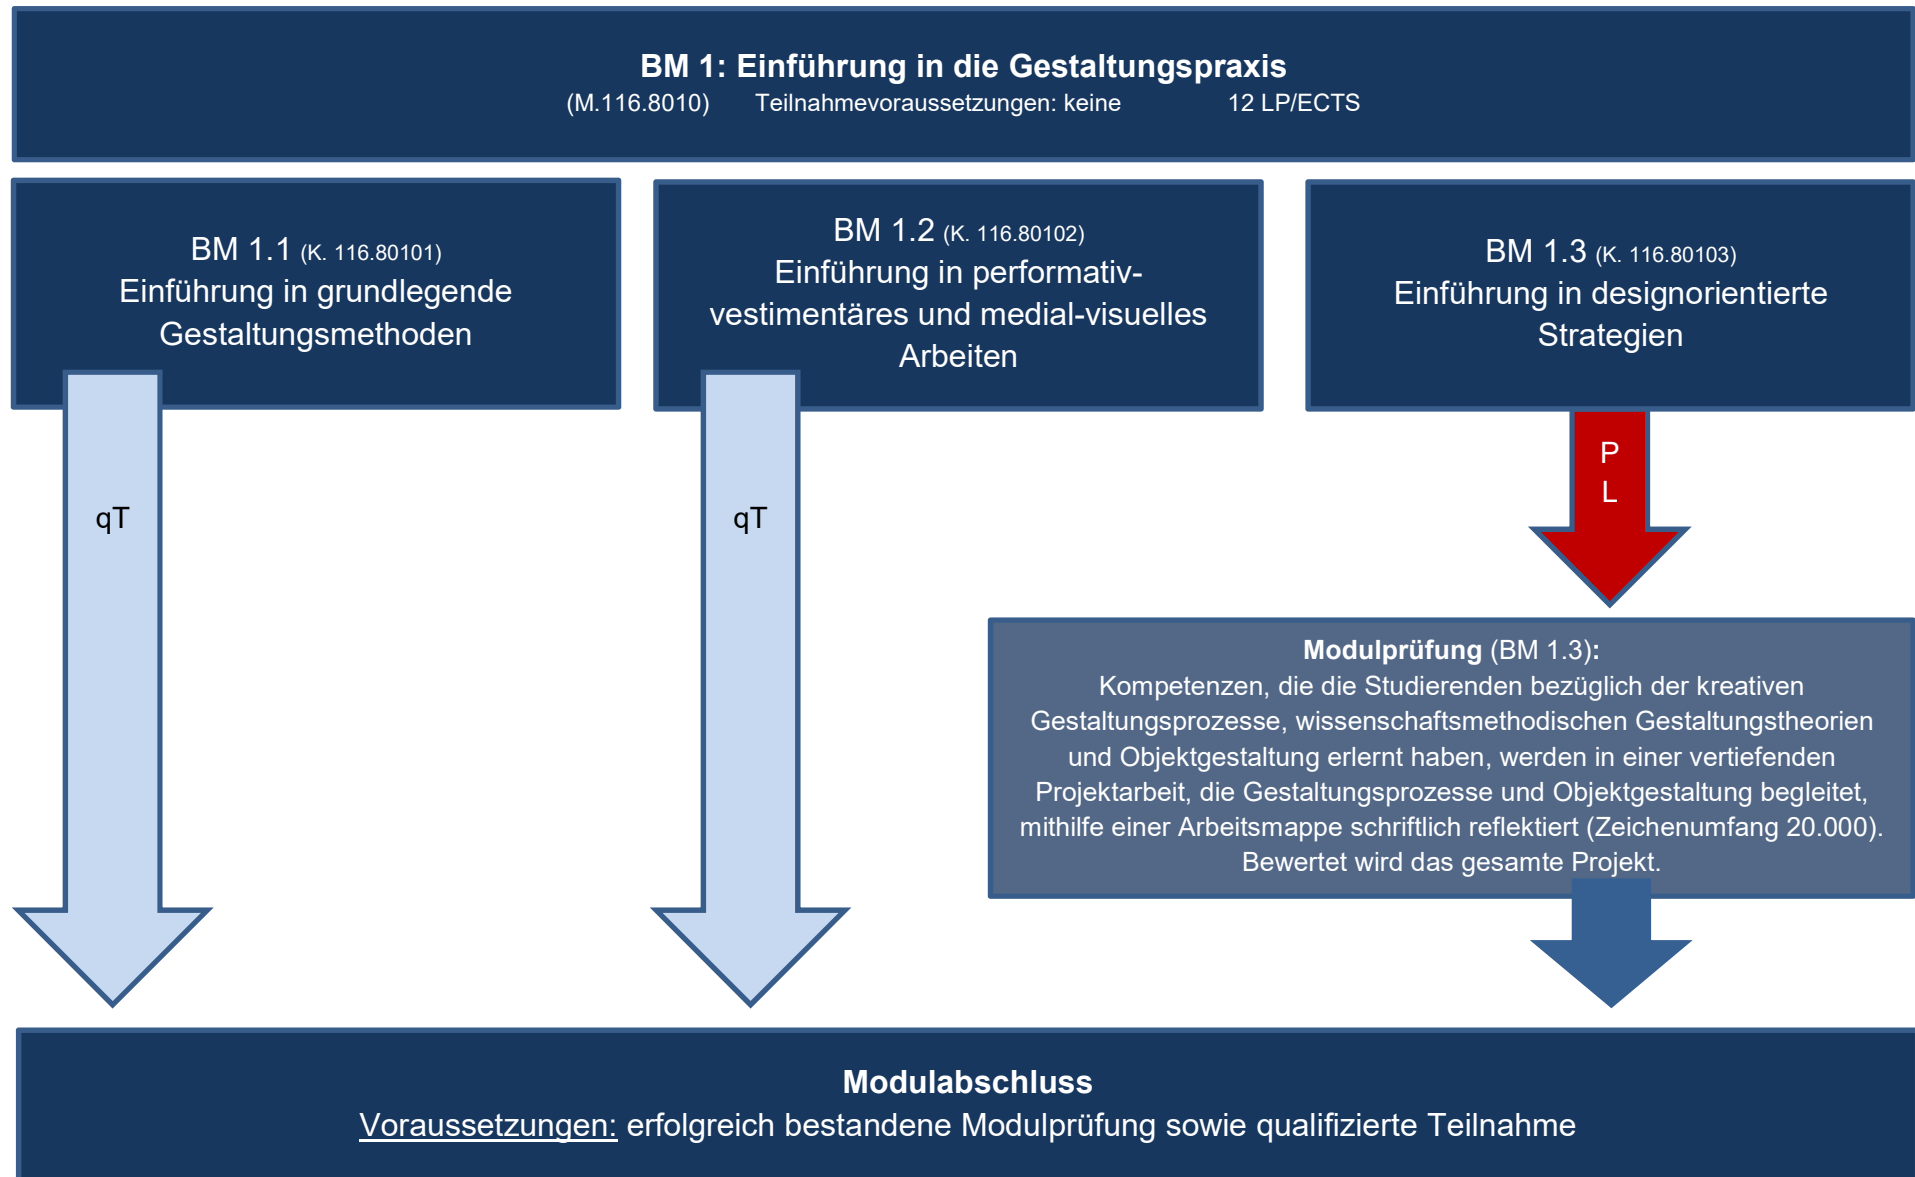 BM 1: Einführung in die Gestaltungspraxis
(M.116.8010) Teilnahmevoraussetzungen: keine 12 LP/ECTS
BM 1.1 (K. 116.80101)
Einführung in grundlegende
Gestaltungsmethoden
BM 1.2 (K. 116.80102)
Einführung in performativ-
vestimentäres und medial-visuelles
Arbeiten
BM 1.3 (K. 116.80103)
Einführung in designorientierte
Strategien
qT
qT
P
L
Modulprüfung (BM 1.3):
Kompetenzen, die die Studierenden bezüglich der kreativen
Gestaltungsprozesse, wissenschaftsmethodischen Gestaltungstheorien
und Objektgestaltung erlernt haben, werden in einer vertiefenden
Projektarbeit, die Gestaltungsprozesse und Objektgestaltung begleitet,
mithilfe einer Arbeitsmappe schriftlich reflektiert (Zeichenumfang 20.000).
Bewertet wird das gesamte Projekt.
Modulabschluss
Voraussetzungen: erfolgreich bestandene Modulprüfung sowie qualifizierte Teilnahme